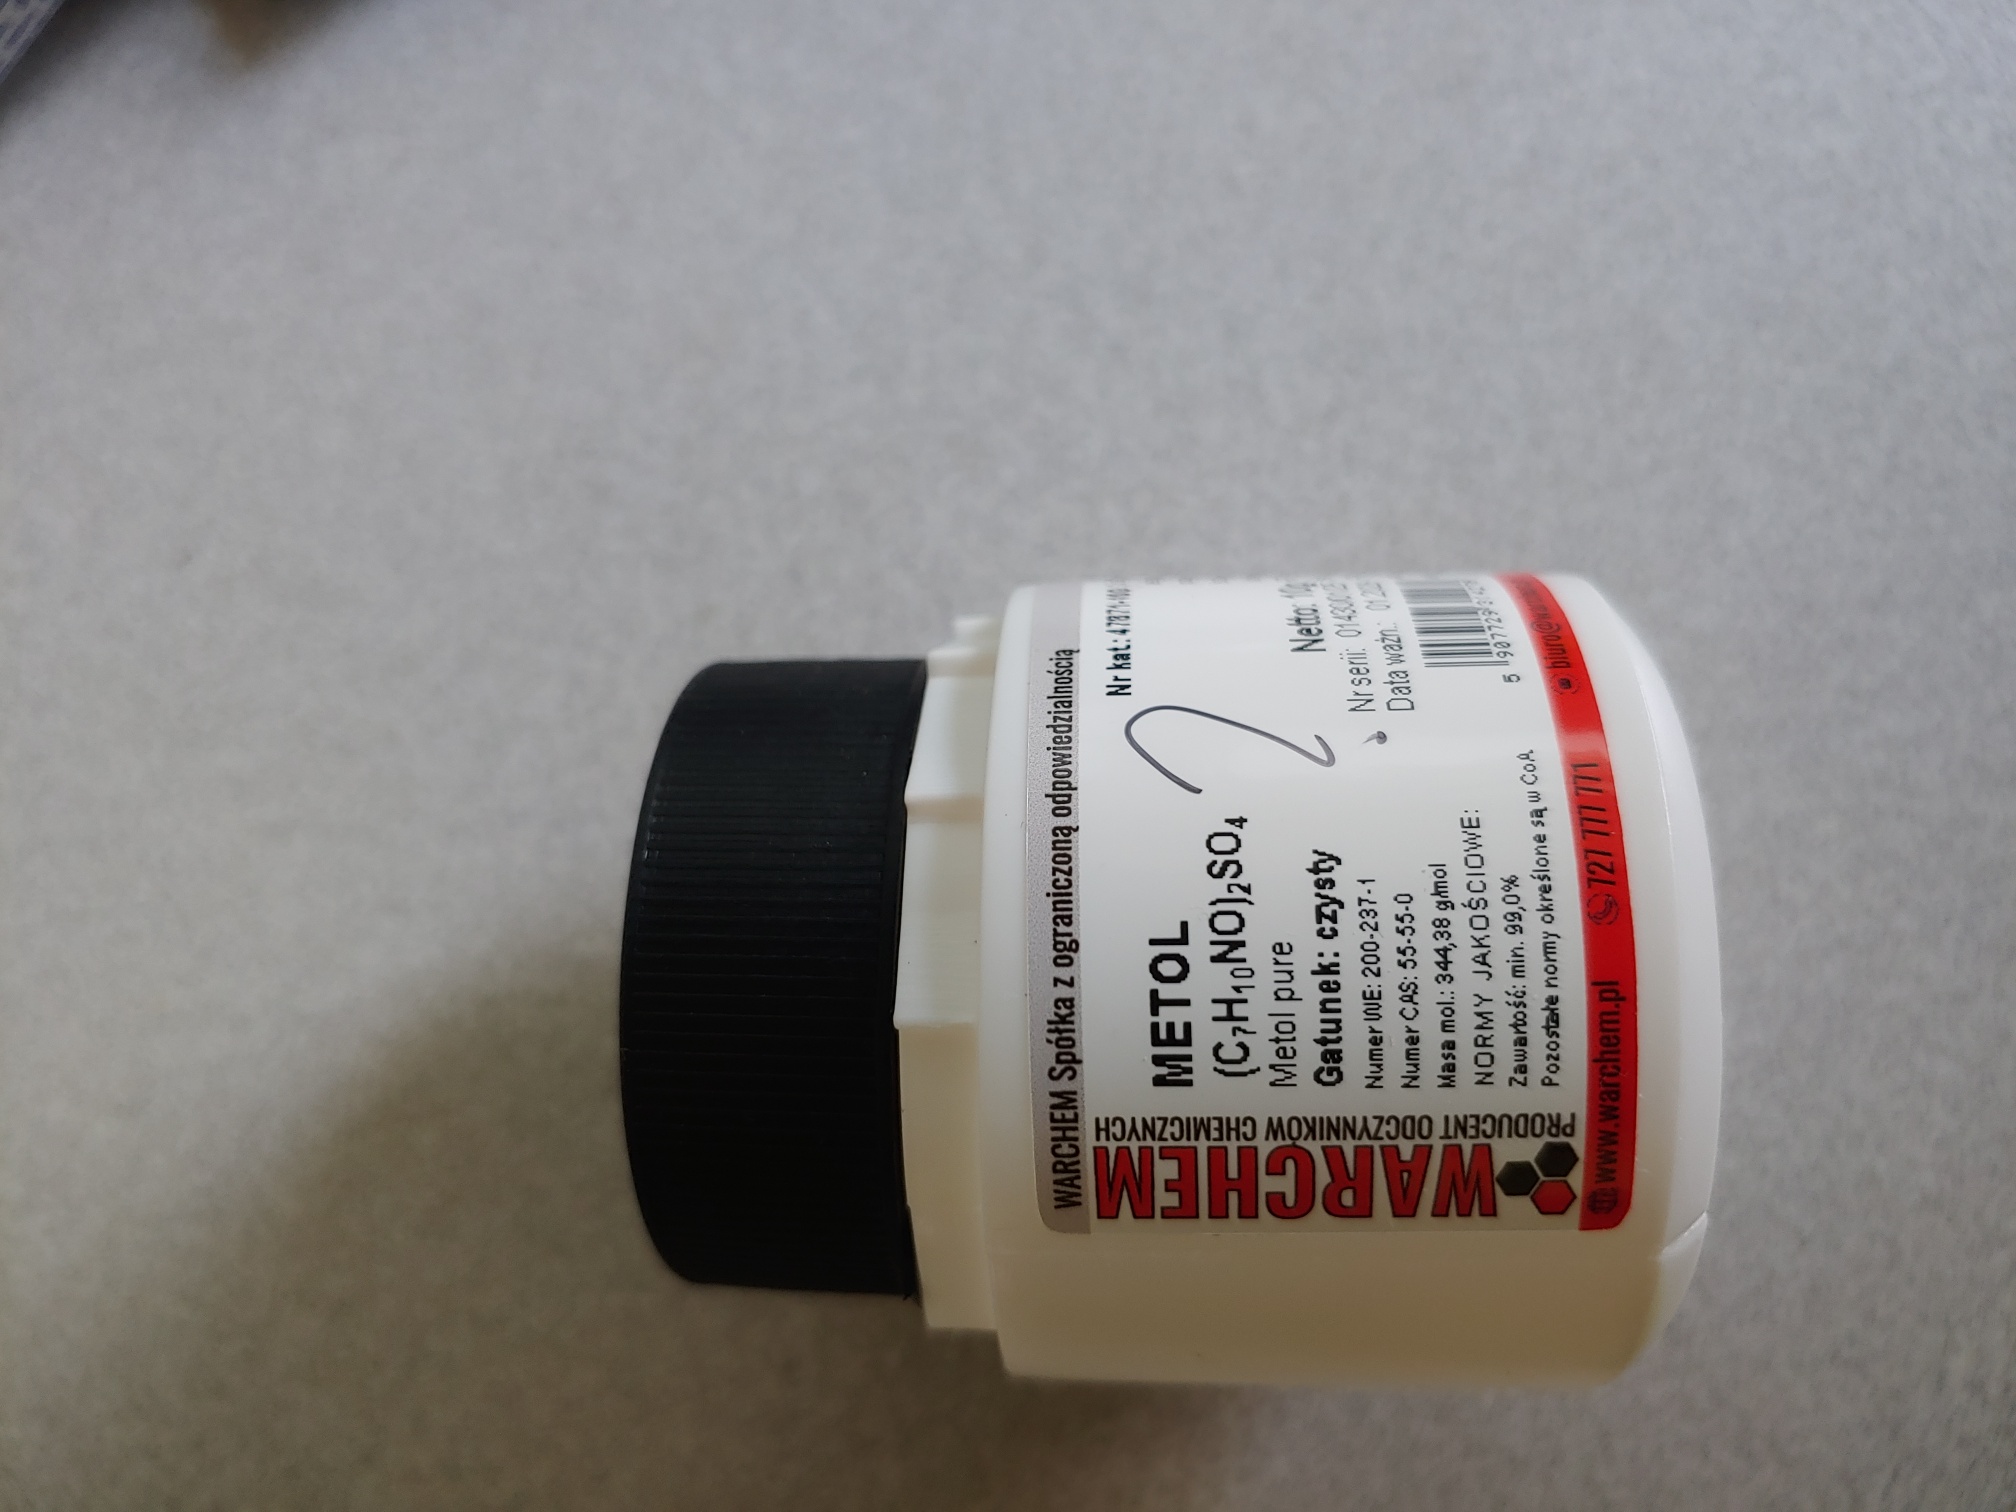 WARCHEM Spółka z ograniczoną odpowiedzialnością
WARCHEM
PRODUCENT ODCZYNNIKÓW CHEMICZNYCH
METOL
(C₇H₁₀NO)₂SO₄
Metol pure
Gatunek: czysty
Numer WE: 200-237-1
Numer CAS: 55-55-0
Masa mol.: 344,38 g/mol
NORMY JAKOŚCIOWE:
Zawartość: min. 99,0%
Pozostałe normy określone są w CoA
Nr kat.:
Netto:
Nr serii:
Data ważn.:
www.warchem.pl
727 777 771